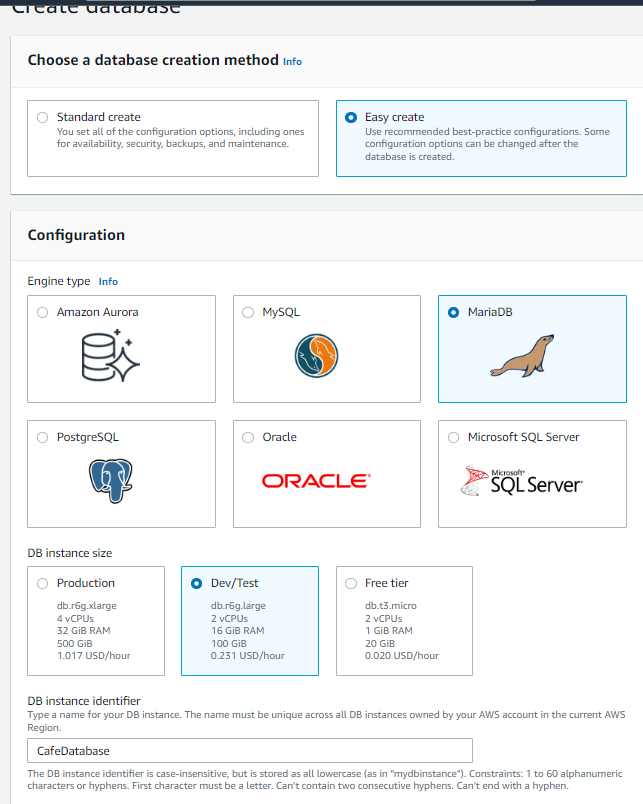 Create database
Choose a database creation method Info
Standard create
You set all of the configuration options, including ones
for availability, security, backups, and maintenance.
Easy create
Use recommended best-practice configurations. Some
configuration options can be changed after the
database is created.
Configuration
Engine type Info
Amazon Aurora
MySQL
MariaDB
PostgreSQL
Oracle
ORACLE
Microsoft SQL Server
Microsoft
SQL Server
DB instance size
Production
db.r6g.xlarge
4 vCPUs
32 GiB RAM
500 GiB
1.017 USD/hour
Dev/Test
db.r6g.large
2 vCPUs
16 GiB RAM
100 GiB
0.231 USD/hour
Free tier
db.t3.micro
2 vCPUs
1 GiB RAM
20 GiB
0.020 USD/hour
DB instance identifier
Type a name for your DB instance. The name must be unique across all DB instances owned by your AWS account in the current AWS
Region.
CafeDatabase
The DB instance identifier is case-insensitive, but is stored as all lowercase (as in "mydbinstance"). Constraints: 1 to 60 alphanumeric
characters or hyphens. First character must be a letter. Can't contain two consecutive hyphens. Can't end with a hyphen.